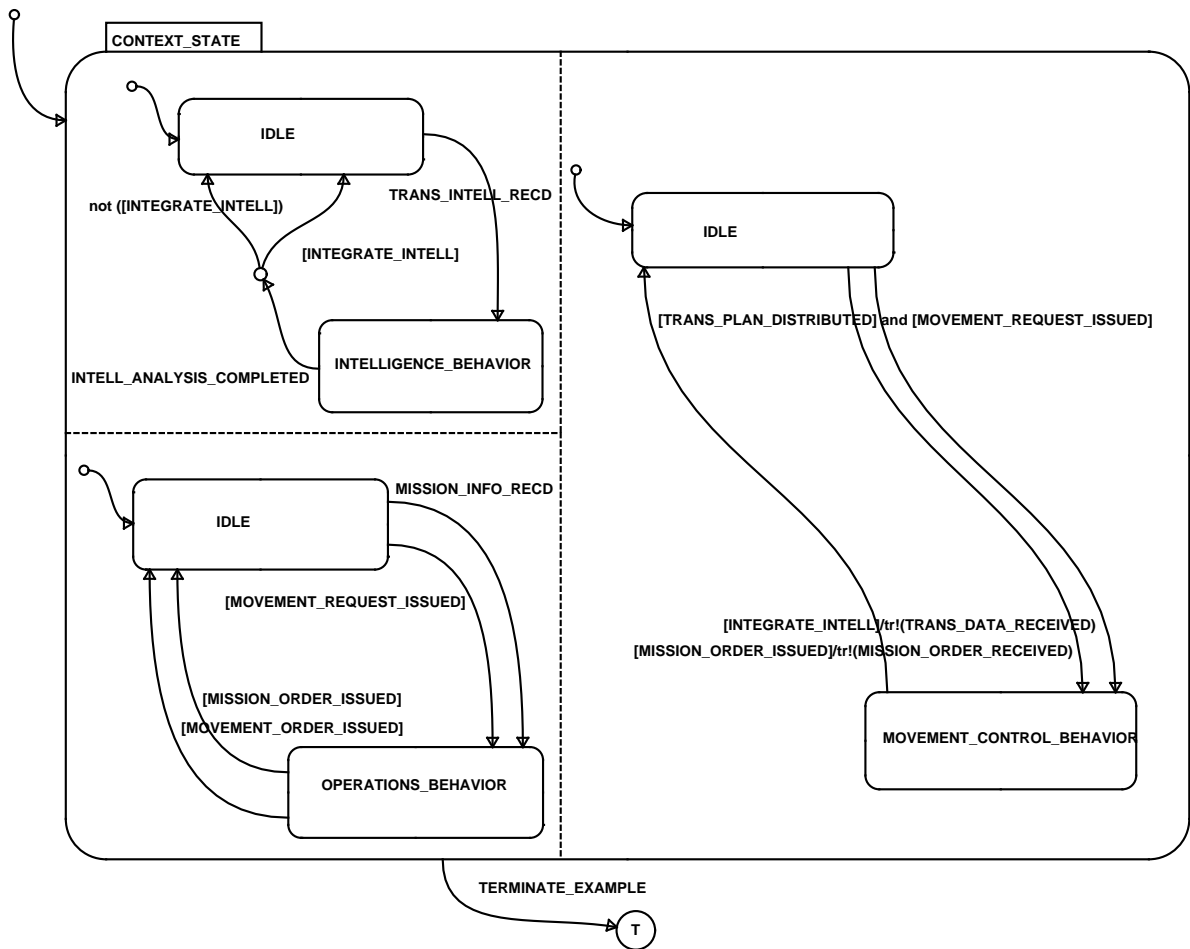 CONTEXT_STATE
IDLE
TRANS_INTELL_RECD
not ([INTEGRATE_INTELL])
[INTEGRATE_INTELL]
INTELLIGENCE_BEHAVIOR
INTELL_ANALYSIS_COMPLETED
IDLE
MISSION_INFO_RECD
[MOVEMENT_REQUEST_ISSUED]
[MISSION_ORDER_ISSUED]
[MOVEMENT_ORDER_ISSUED]
OPERATIONS_BEHAVIOR
IDLE
[TRANS_PLAN_DISTRIBUTED] and [MOVEMENT_REQUEST_ISSUED]
[INTEGRATE_INTELL]/tr!(TRANS_DATA_RECEIVED)
[MISSION_ORDER_ISSUED]/tr!(MISSION_ORDER_RECEIVED)
MOVEMENT_CONTROL_BEHAVIOR
TERMINATE_EXAMPLE
T